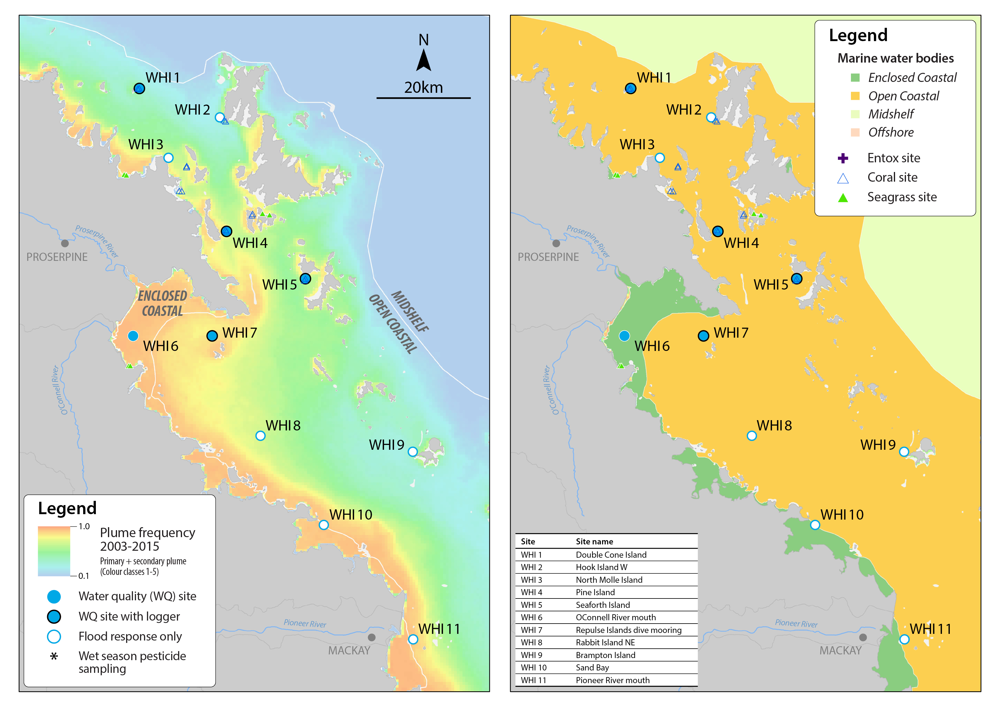 N
20km
WHI 1
WHI 2
WHI 3
WHI 4
PROSERPINE
Proserpine River
WHI 5
ENCLOSED
COASTAL
MIDSHELF
OPEN COASTAL
WHI 7
WHI 6
O'Connell River
WHI 8
WHI 9
WHI 10
Pioneer River
WHI 11
MACKAY
Legend
1.0
0.1
Plume frequency
2003-2015
Primary + secondary plume
(Colour classes 1-5)
Water quality (WQ) site
WQ site with logger
Flood response only
* Wet season pesticide
sampling
Legend
Marine water bodies
Enclosed Coastal
Open Coastal
Midshelf
Offshore
Entox site
Coral site
Seagrass site
WHI 1
WHI 2
WHI 3
WHI 4
PROSERPINE
Proserpine River
WHI 5
WHI 7
WHI 6
O'Connell River
WHI 8
WHI 9
WHI 10
Pioneer River
WHI 11
MACKAY
Site Site name
WHI 1 Double Cone Island
WHI 2 Hook Island W
WHI 3 North Molle Island
WHI 4 Pine Island
WHI 5 Seaforth Island
WHI 6 OConnell River mouth
WHI 7 Repulse Islands dive mooring
WHI 8 Rabbit Island NE
WHI 9 Brampton Island
WHI 10 Sand Bay
WHI 11 Pioneer River mouth